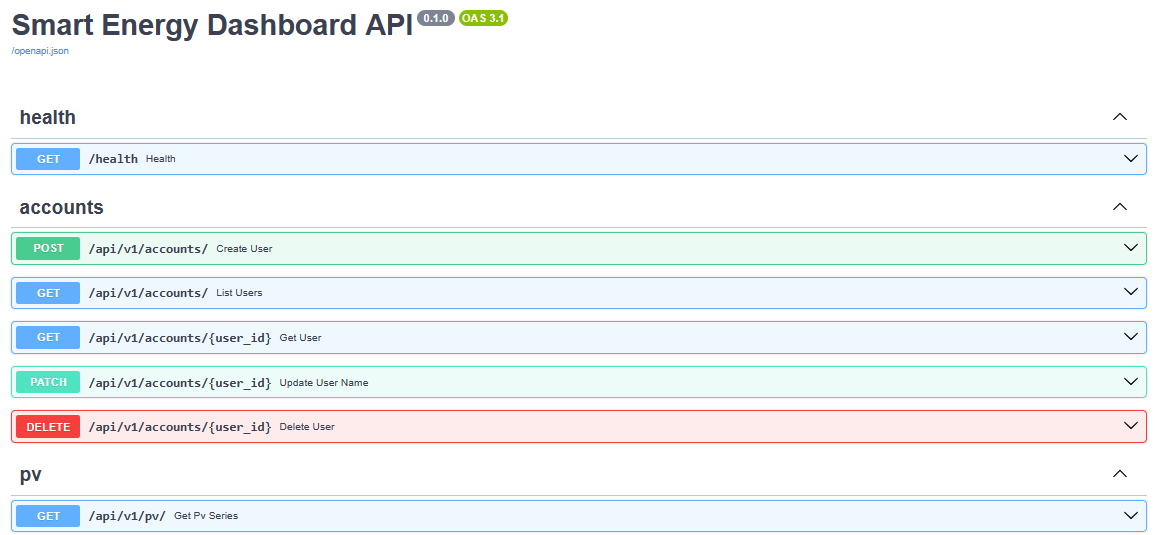 Smart Energy Dashboard API 0.1.0 OAS 3.1
/openapi.json
health
GET /health Health
accounts
POST /api/v1/accounts/ Create User
GET /api/v1/accounts/ List Users
GET /api/v1/accounts/{user_id} Get User
PATCH /api/v1/accounts/{user_id} Update User Name
DELETE /api/v1/accounts/{user_id} Delete User
pv
GET /api/v1/pv/ Get Pv Series